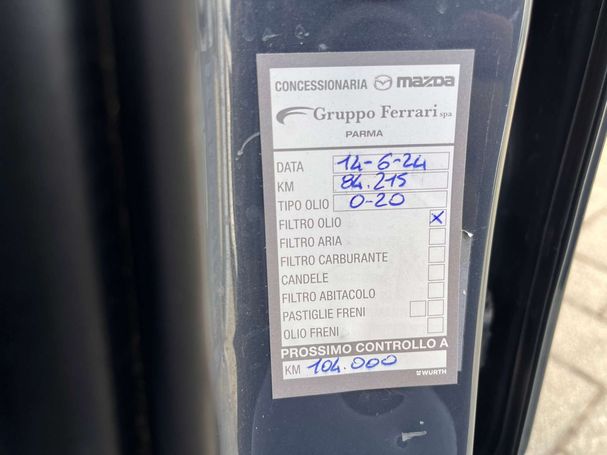 CONCESSIONARIA mazda
Gruppo Ferrari spa
PARMA
DATA 14-6-24
KM 84.215
TIPO OLIO 0-20
FILTRO OLIO X
FILTRO ARIA
FILTRO CARBURANTE
CANDELE
FILTRO ABITACOLO
PASTIGLIE FRENI
OLIO FRENI
PROSSIMO CONTROLLO A
KM 104.000
WÜRTH